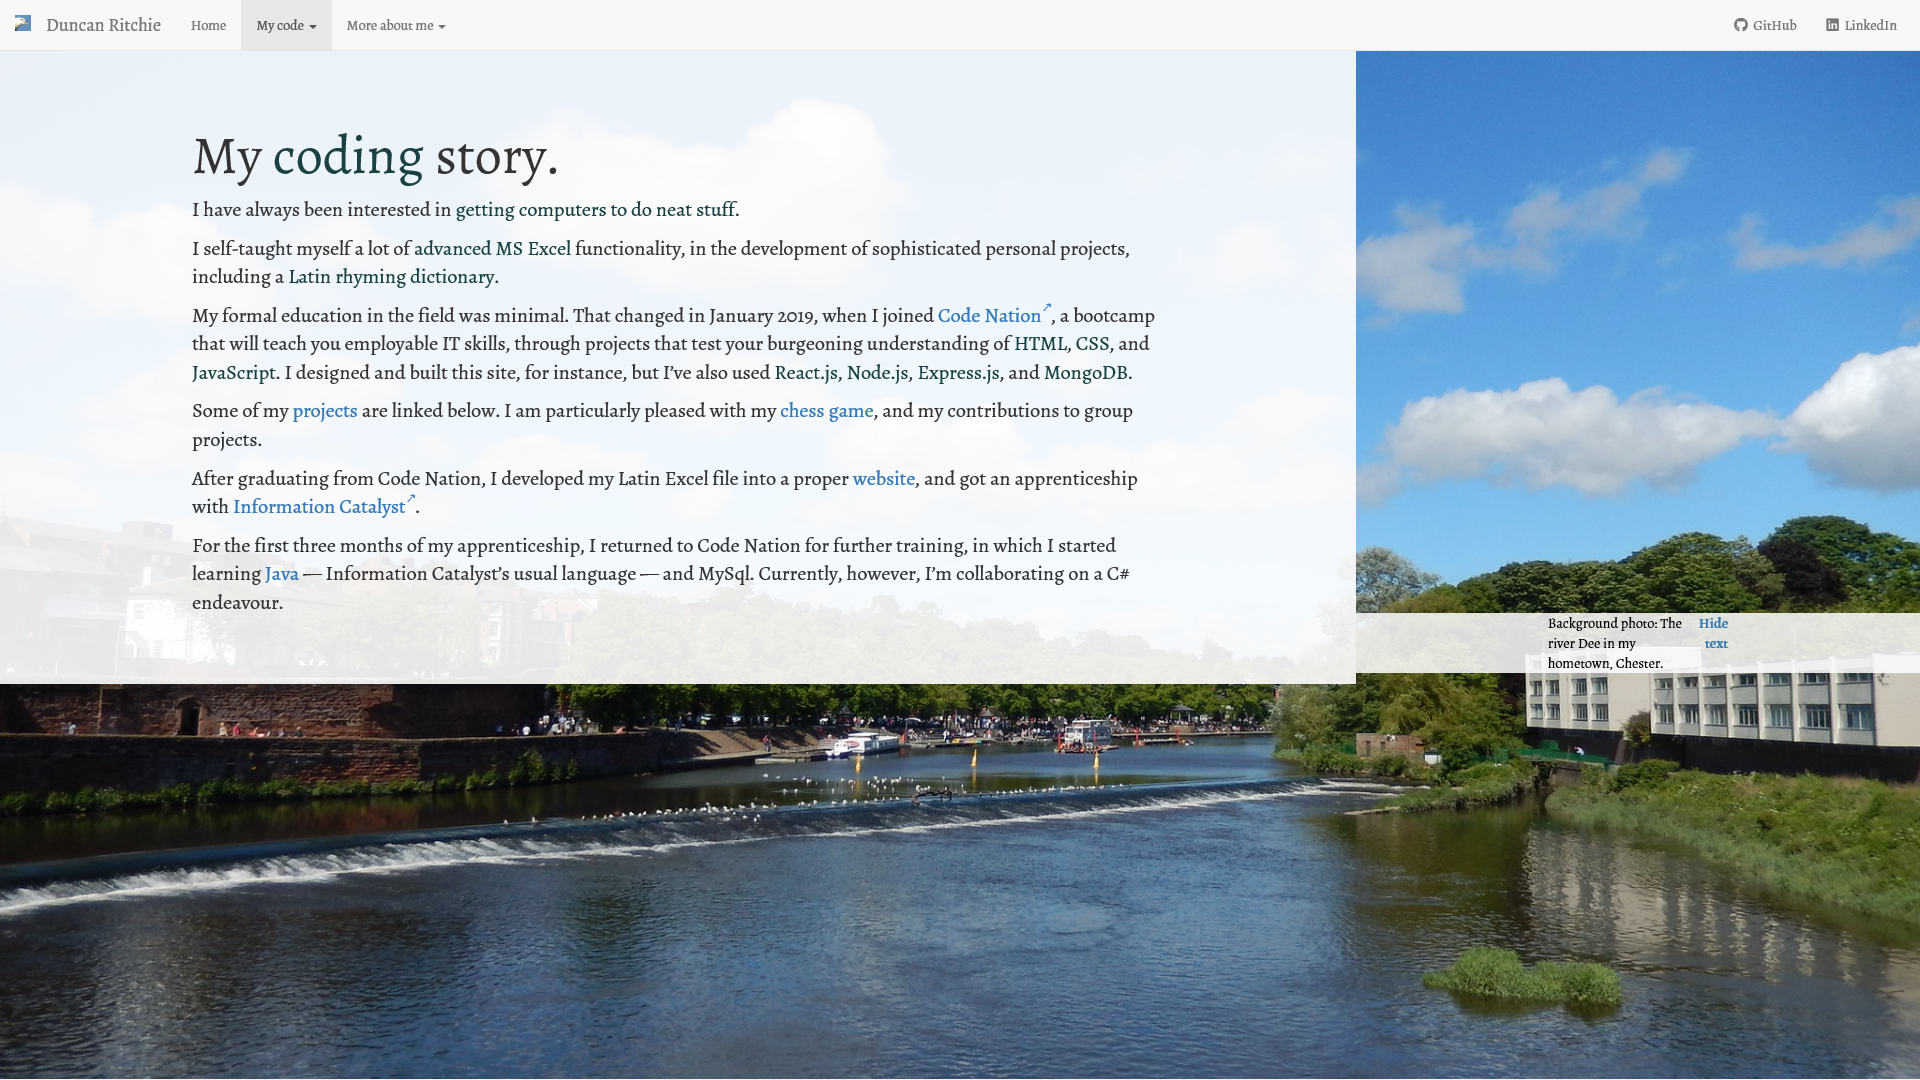 Duncan Ritchie Home My code More about me GitHub LinkedIn
My coding story.
I have always been interested in getting computers to do neat stuff.
I self-taught myself a lot of advanced MS Excel functionality, in the development of sophisticated personal projects,
including a Latin rhyming dictionary.
My formal education in the field was minimal. That changed in January 2019, when I joined Code Nation↗, a bootcamp
that will teach you employable IT skills, through projects that test your burgeoning understanding of HTML, CSS, and
JavaScript. I designed and built this site, for instance, but I’ve also used React.js, Node.js, Express.js, and MongoDB.
Some of my projects are linked below. I am particularly pleased with my chess game, and my contributions to group
projects.
After graduating from Code Nation, I developed my Latin Excel file into a proper website, and got an apprenticeship
with Information Catalyst↗.
For the first three months of my apprenticeship, I returned to Code Nation for further training, in which I started
learning Java — Information Catalyst’s usual language — and MySql. Currently, however, I’m collaborating on a C#
endeavour.
Background photo: The
river Dee in my
hometown, Chester.
Hide
text